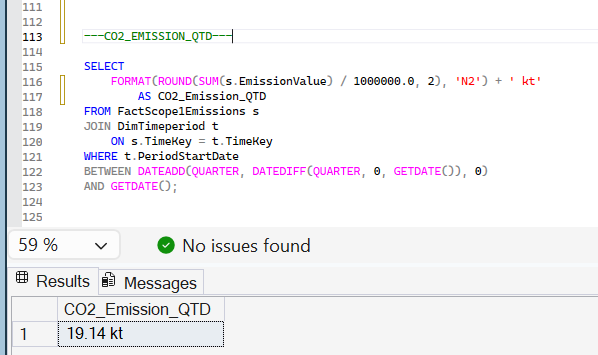 111
112
113 ---CO2_EMISSION_QTD---
114
115 SELECT
116 FORMAT(ROUND(SUM(s.EmissionValue) / 1000000.0, 2), 'N2') + ' kt'
117 AS CO2_Emission_QTD
118 FROM FactScope1Emissions s
119 JOIN DimTimeperiod t
120 ON s.TimeKey = t.TimeKey
121 WHERE t.PeriodStartDate
122 BETWEEN DATEADD(QUARTER, DATEDIFF(QUARTER, 0, GETDATE()), 0)
123 AND GETDATE();
124
125
59 % No issues found
Results Messages
CO2_Emission_QTD
1 19.14 kt